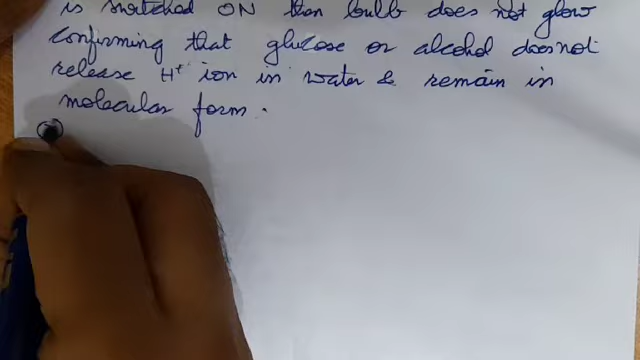 is switched ON then bulb does not glow
confirming that glucose or alcohol does not
release H⁺ ion in water & remain in
molecular form.